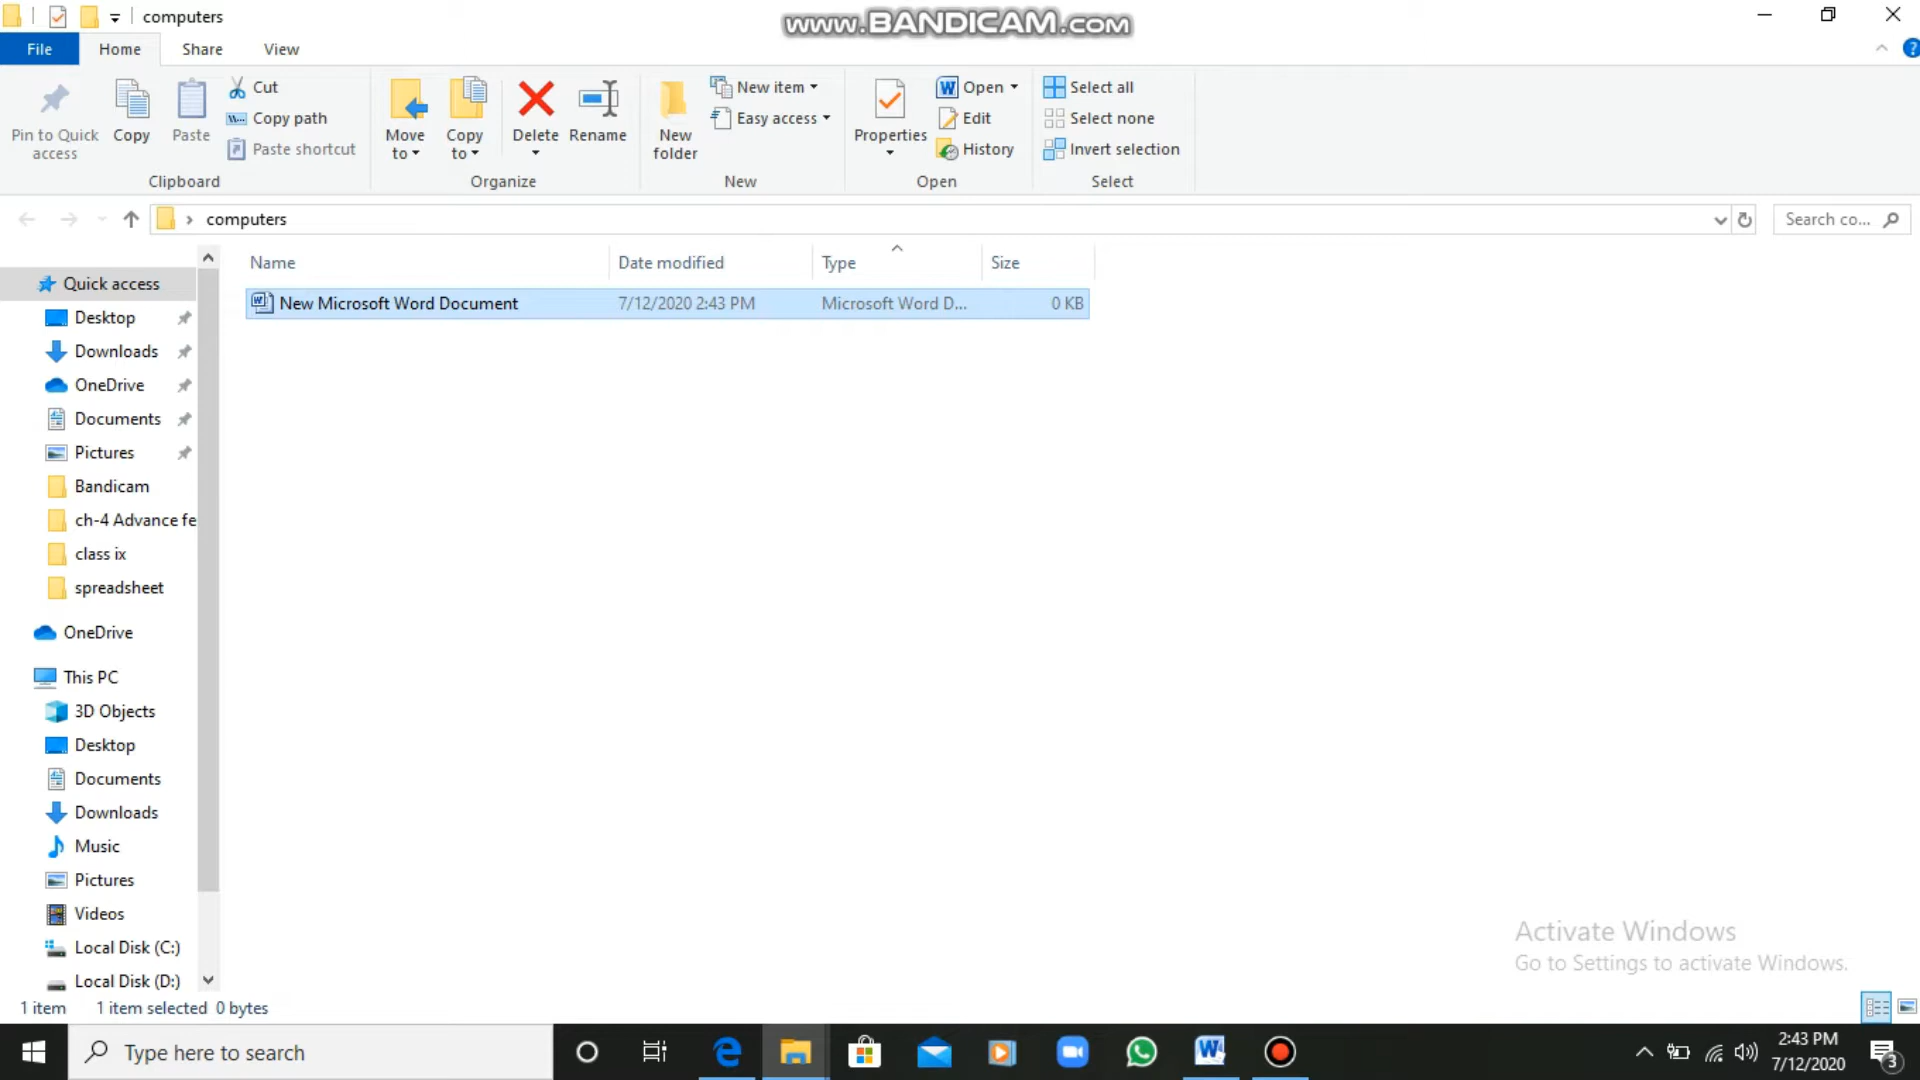 computers
www.BANDICAM.com
File Home Share View
Pin to Quick access
Copy
Paste
Cut
Copy path
Paste shortcut
Clipboard
Move to
Copy to
Delete
Rename
Organize
New folder
New item
Easy access
New
Properties
Open
Edit
History
Open
Select all
Select none
Invert selection
Select
computers
Search co...
Name Date modified Type Size
New Microsoft Word Document 7/12/2020 2:43 PM Microsoft Word D... 0 KB
Quick access
Desktop
Downloads
OneDrive
Documents
Pictures
Bandicam
ch-4 Advance fe
class ix
spreadsheet
OneDrive
This PC
3D Objects
Desktop
Documents
Downloads
Music
Pictures
Videos
Local Disk (C:)
Local Disk (D:)
Activate Windows
Go to Settings to activate Windows.
1 item 1 item selected 0 bytes
Type here to search
2:43 PM
7/12/2020
3